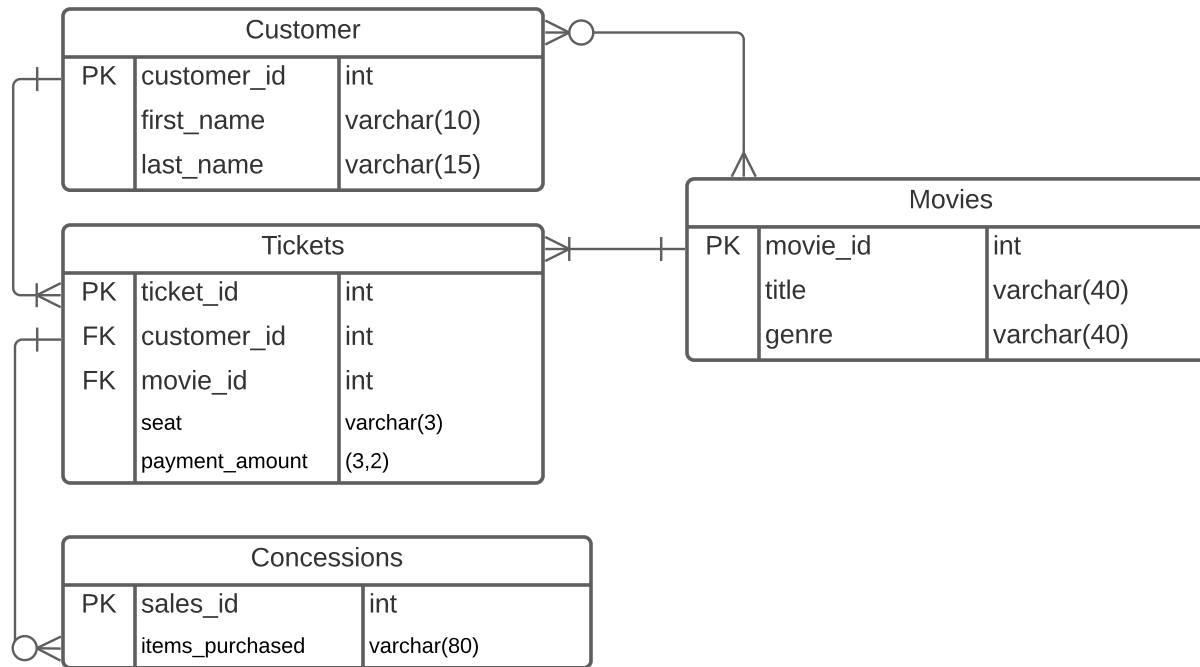 Customer
PK customer_id int
first_name varchar(10)
last_name varchar(15)
Tickets
PK ticket_id int
FK customer_id int
FK movie_id int
seat varchar(3)
payment_amount (3,2)
Movies
PK movie_id int
title varchar(40)
genre varchar(40)
Concessions
PK sales_id int
items_purchased varchar(80)